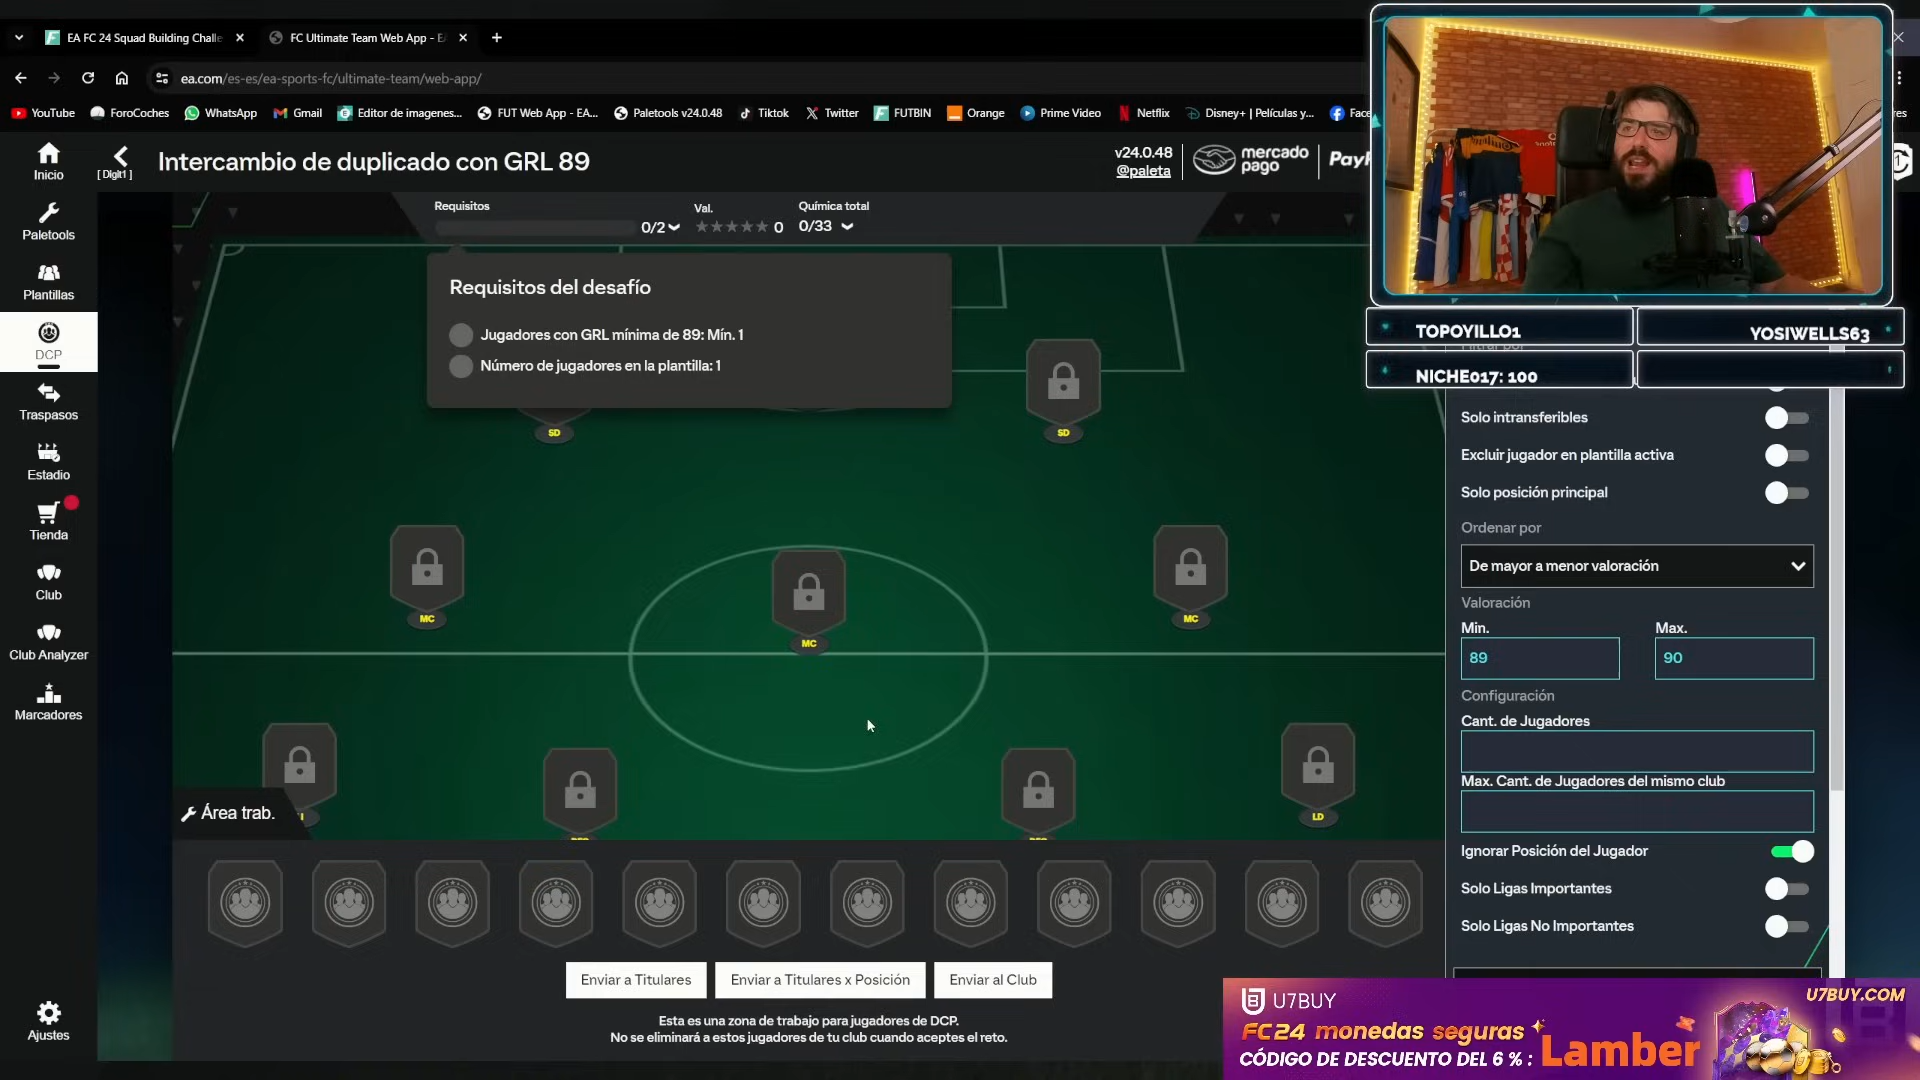 EA FC 24 Squad Building Challe
FC Ultimate Team Web App - EA
ea.com/es-es/ea-sports-fc/ultimate-team/web-app/
YouTube
ForoCoches
WhatsApp
Gmail
Editor de imagenes...
FUT Web App - EA...
Paletools v24.0.48
Tiktok
Twitter
FUTBIN
Orange
Prime Video
Netflix
Disney+ | Películas y...
Face
res
Inicio
[ Digit1 ]
Intercambio de duplicado con GRL 89
v24.0.48
@paleta
mercado
pago
PayP
Paletools
Plantillas
DCP
Traspasos
Estadio
Tienda
Club
Club Analyzer
Marcadores
Ajustes
Requisitos
0/2
Val.
0
Química total
0/33
Requisitos del desafío
Jugadores con GRL mínima de 89: Mín. 1
Número de jugadores en la plantilla: 1
SD
SD
MC
MC
MC
LD
Área trab.
Enviar a Titulares
Enviar a Titulares x Posición
Enviar al Club
Esta es una zona de trabajo para jugadores de DCP.
No se eliminará a estos jugadores de tu club cuando aceptes el reto.
TOPOYILLO1
YOSIWELLS63
NICHE017: 100
Filtrar por
Solo intransferibles
Excluir jugador en plantilla activa
Solo posición principal
Ordenar por
De mayor a menor valoración
Valoración
Min.
Max.
89
90
Configuración
Cant. de Jugadores
Max. Cant. de Jugadores del mismo club
Ignorar Posición del Jugador
Solo Ligas Importantes
Solo Ligas No Importantes
U7BUY
U7BUY.COM
FC24 monedas seguras
CÓDIGO DE DESCUENTO DEL 6 % : Lamber